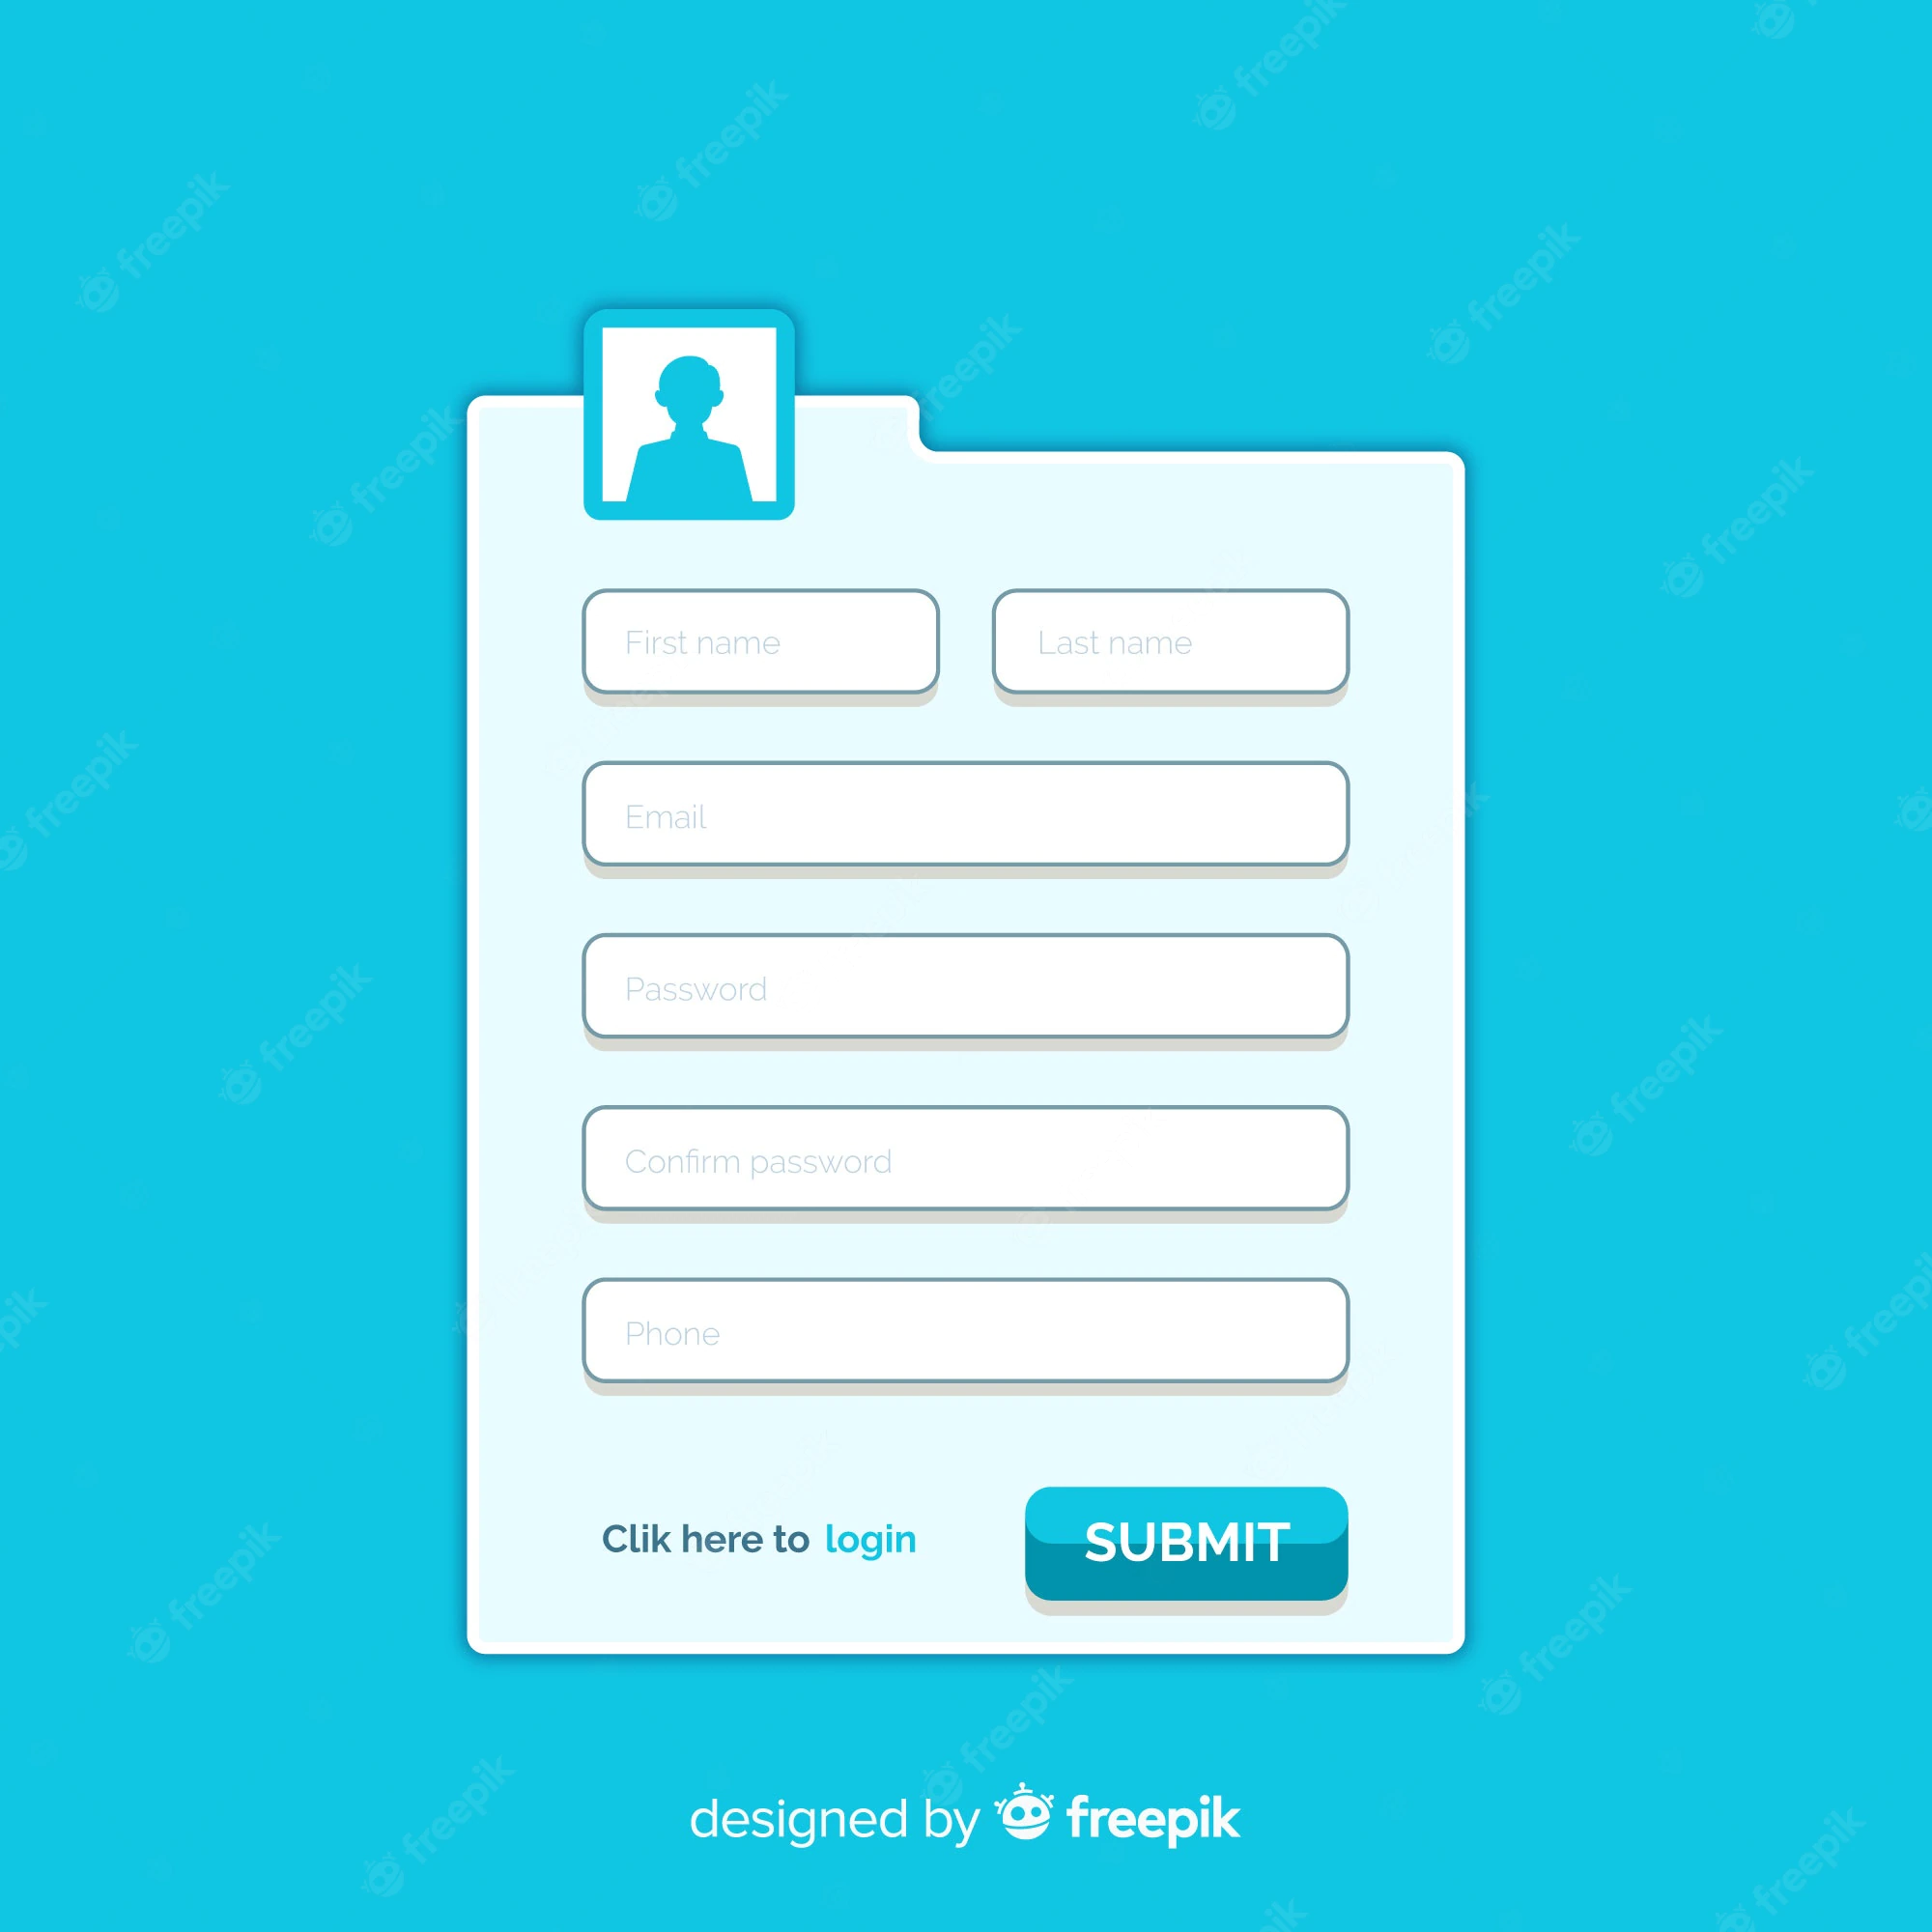 First name Last name
Email
Password
Confirm password
Phone
Clik here to login
SUBMIT
designed by freepik